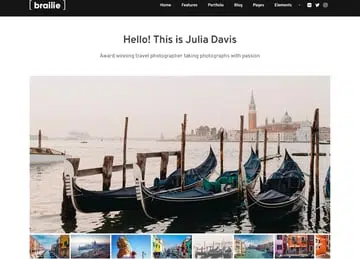 [ brailie ]
Home Features Portfolio Blog Pages Elements
Hello! This is Julia Davis
Award winning travel photographer taking photographs with passion